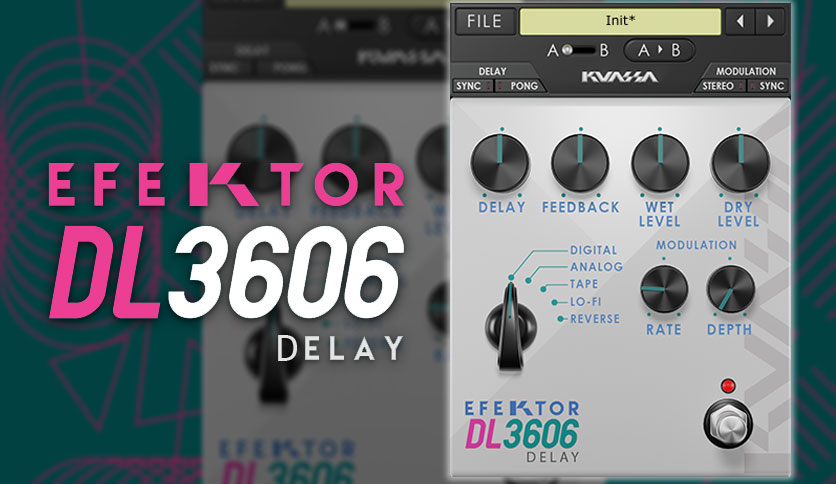 EFEKTOR
DL3606
DELAY
FILE
Init*
A B
A B
DELAY
SYNC
PONG
KVASSA
MODULATION
STEREO
SYNC
DELAY
FEEDBACK
WET
LEVEL
DRY
LEVEL
DIGITAL
ANALOG
TAPE
LO-FI
REVERSE
MODULATION
RATE
DEPTH
EFEKTOR
DL3606
DELAY